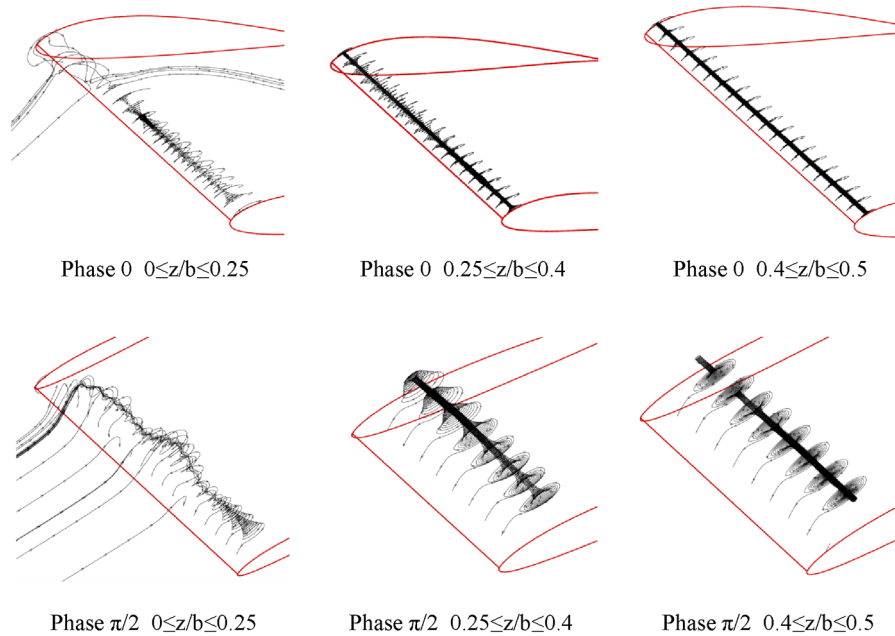 Phase 0  0≤z/b≤0.25
Phase 0  0.25≤z/b≤0.4
Phase 0  0.4≤z/b≤0.5
Phase π/2  0≤z/b≤0.25
Phase π/2  0.25≤z/b≤0.4
Phase π/2  0.4≤z/b≤0.5